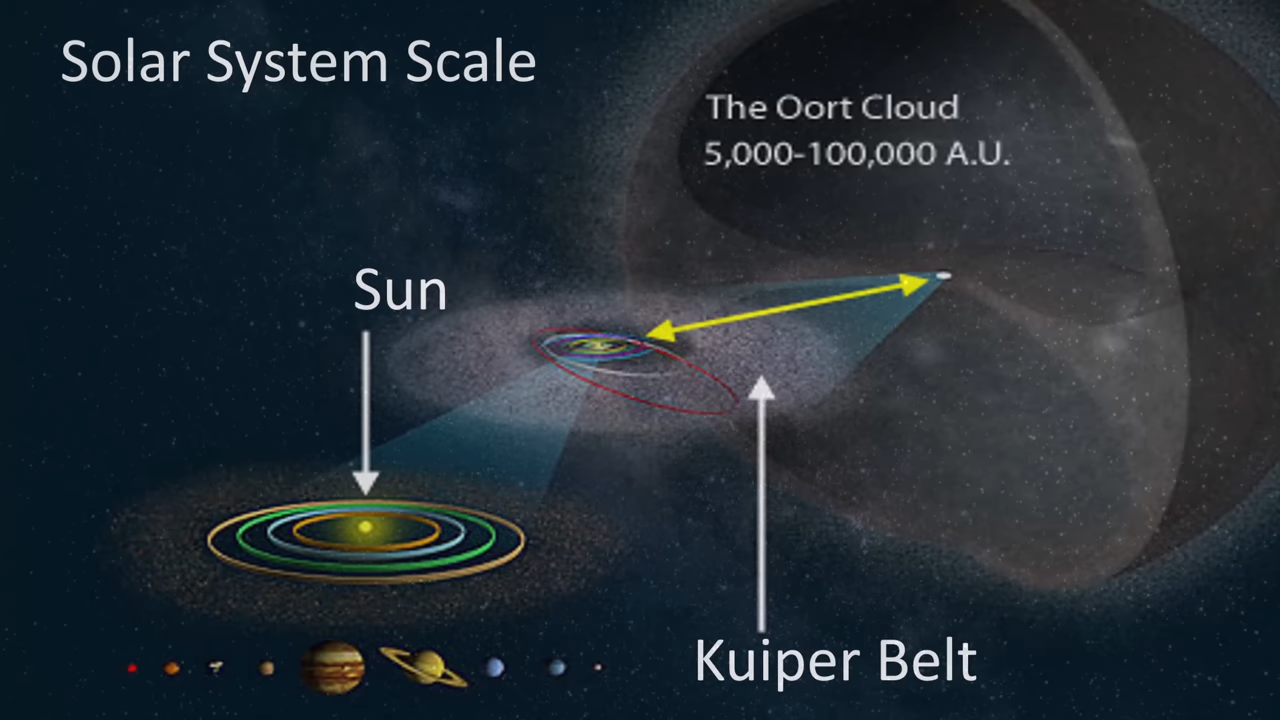 Solar System Scale
The Oort Cloud
5,000-100,000 A.U.
Sun
Kuiper Belt